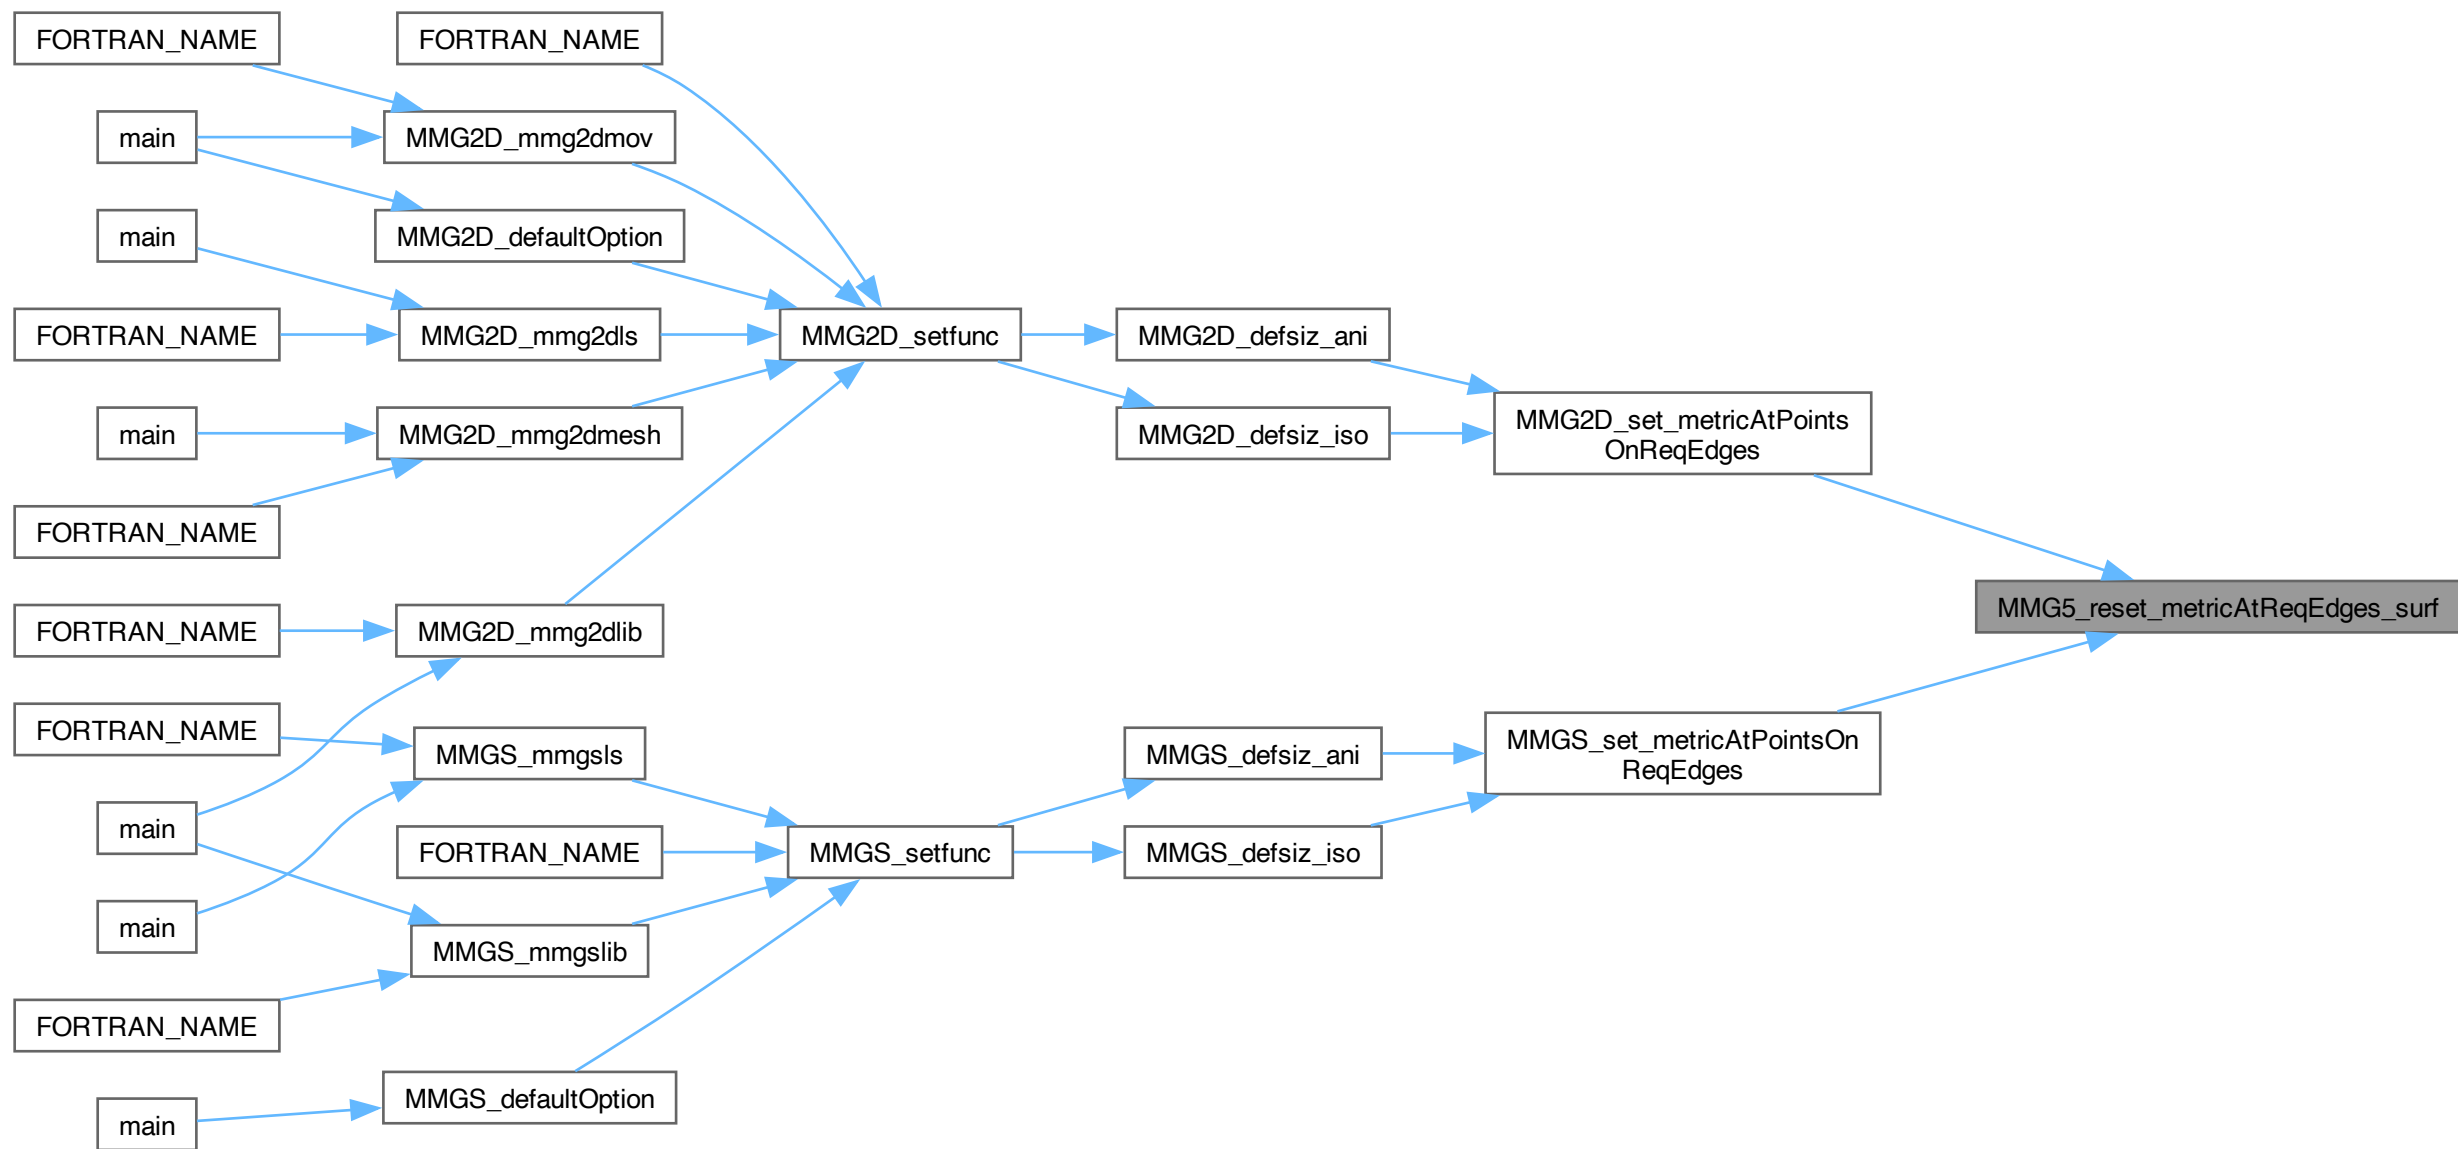 FORTRAN_NAME
FORTRAN_NAME
main
MMG2D_mmg2dmov
main
MMG2D_defaultOption
FORTRAN_NAME
MMG2D_mmg2dls
MMG2D_setfunc
MMG2D_defsiz_ani
main
MMG2D_mmg2dmesh
MMG2D_defsiz_iso
MMG2D_set_metricAtPoints
OnReqEdges
FORTRAN_NAME
MMG5_reset_metricAtReqEdges_surf
FORTRAN_NAME
MMG2D_mmg2dlib
FORTRAN_NAME
MMGS_mmgsls
MMGS_defsiz_ani
MMGS_set_metricAtPointsOn
ReqEdges
main
FORTRAN_NAME
MMGS_setfunc
MMGS_defsiz_iso
main
MMGS_mmgslib
FORTRAN_NAME
MMGS_defaultOption
main